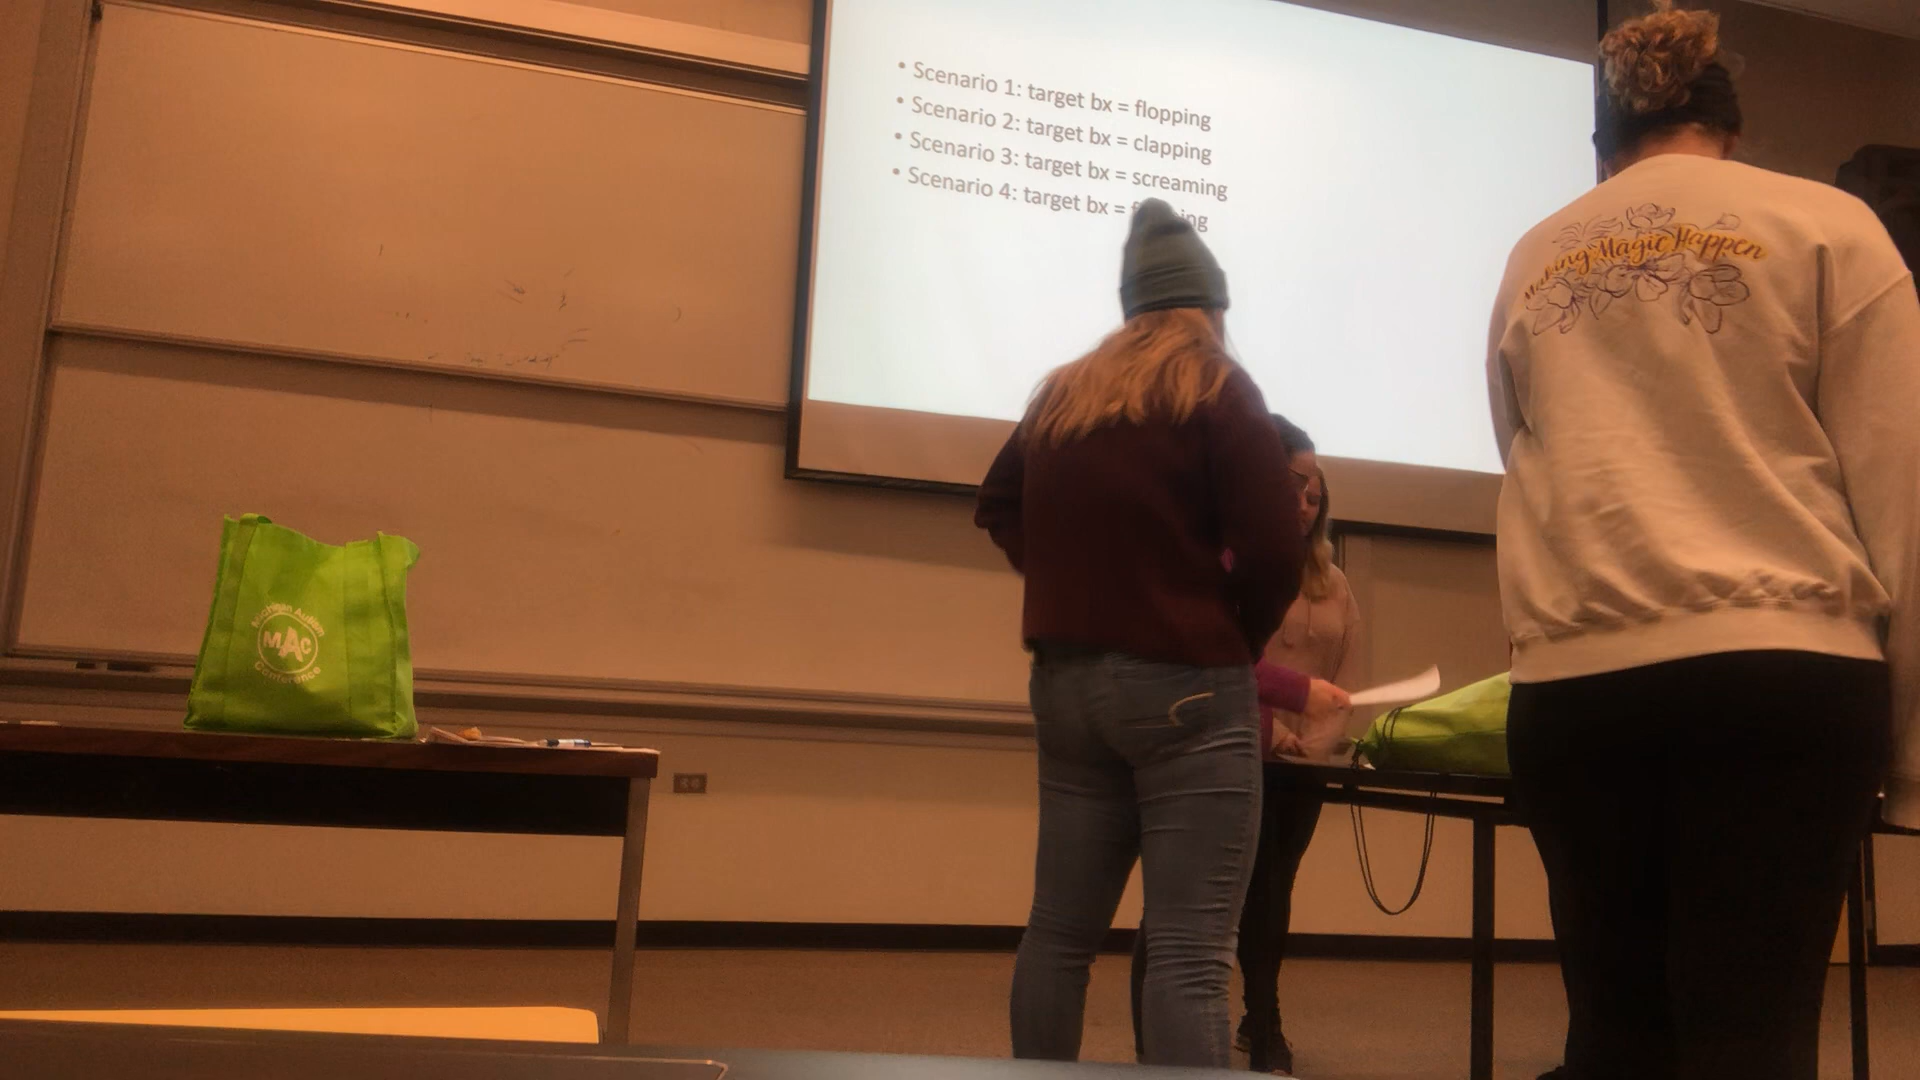 • Scenario 1: target bx = flopping
• Scenario 2: target bx = clapping
• Scenario 3: target bx = screaming
• Scenario 4: target bx =
Making Magic Happen
Michigan Autism
MAC
Conference